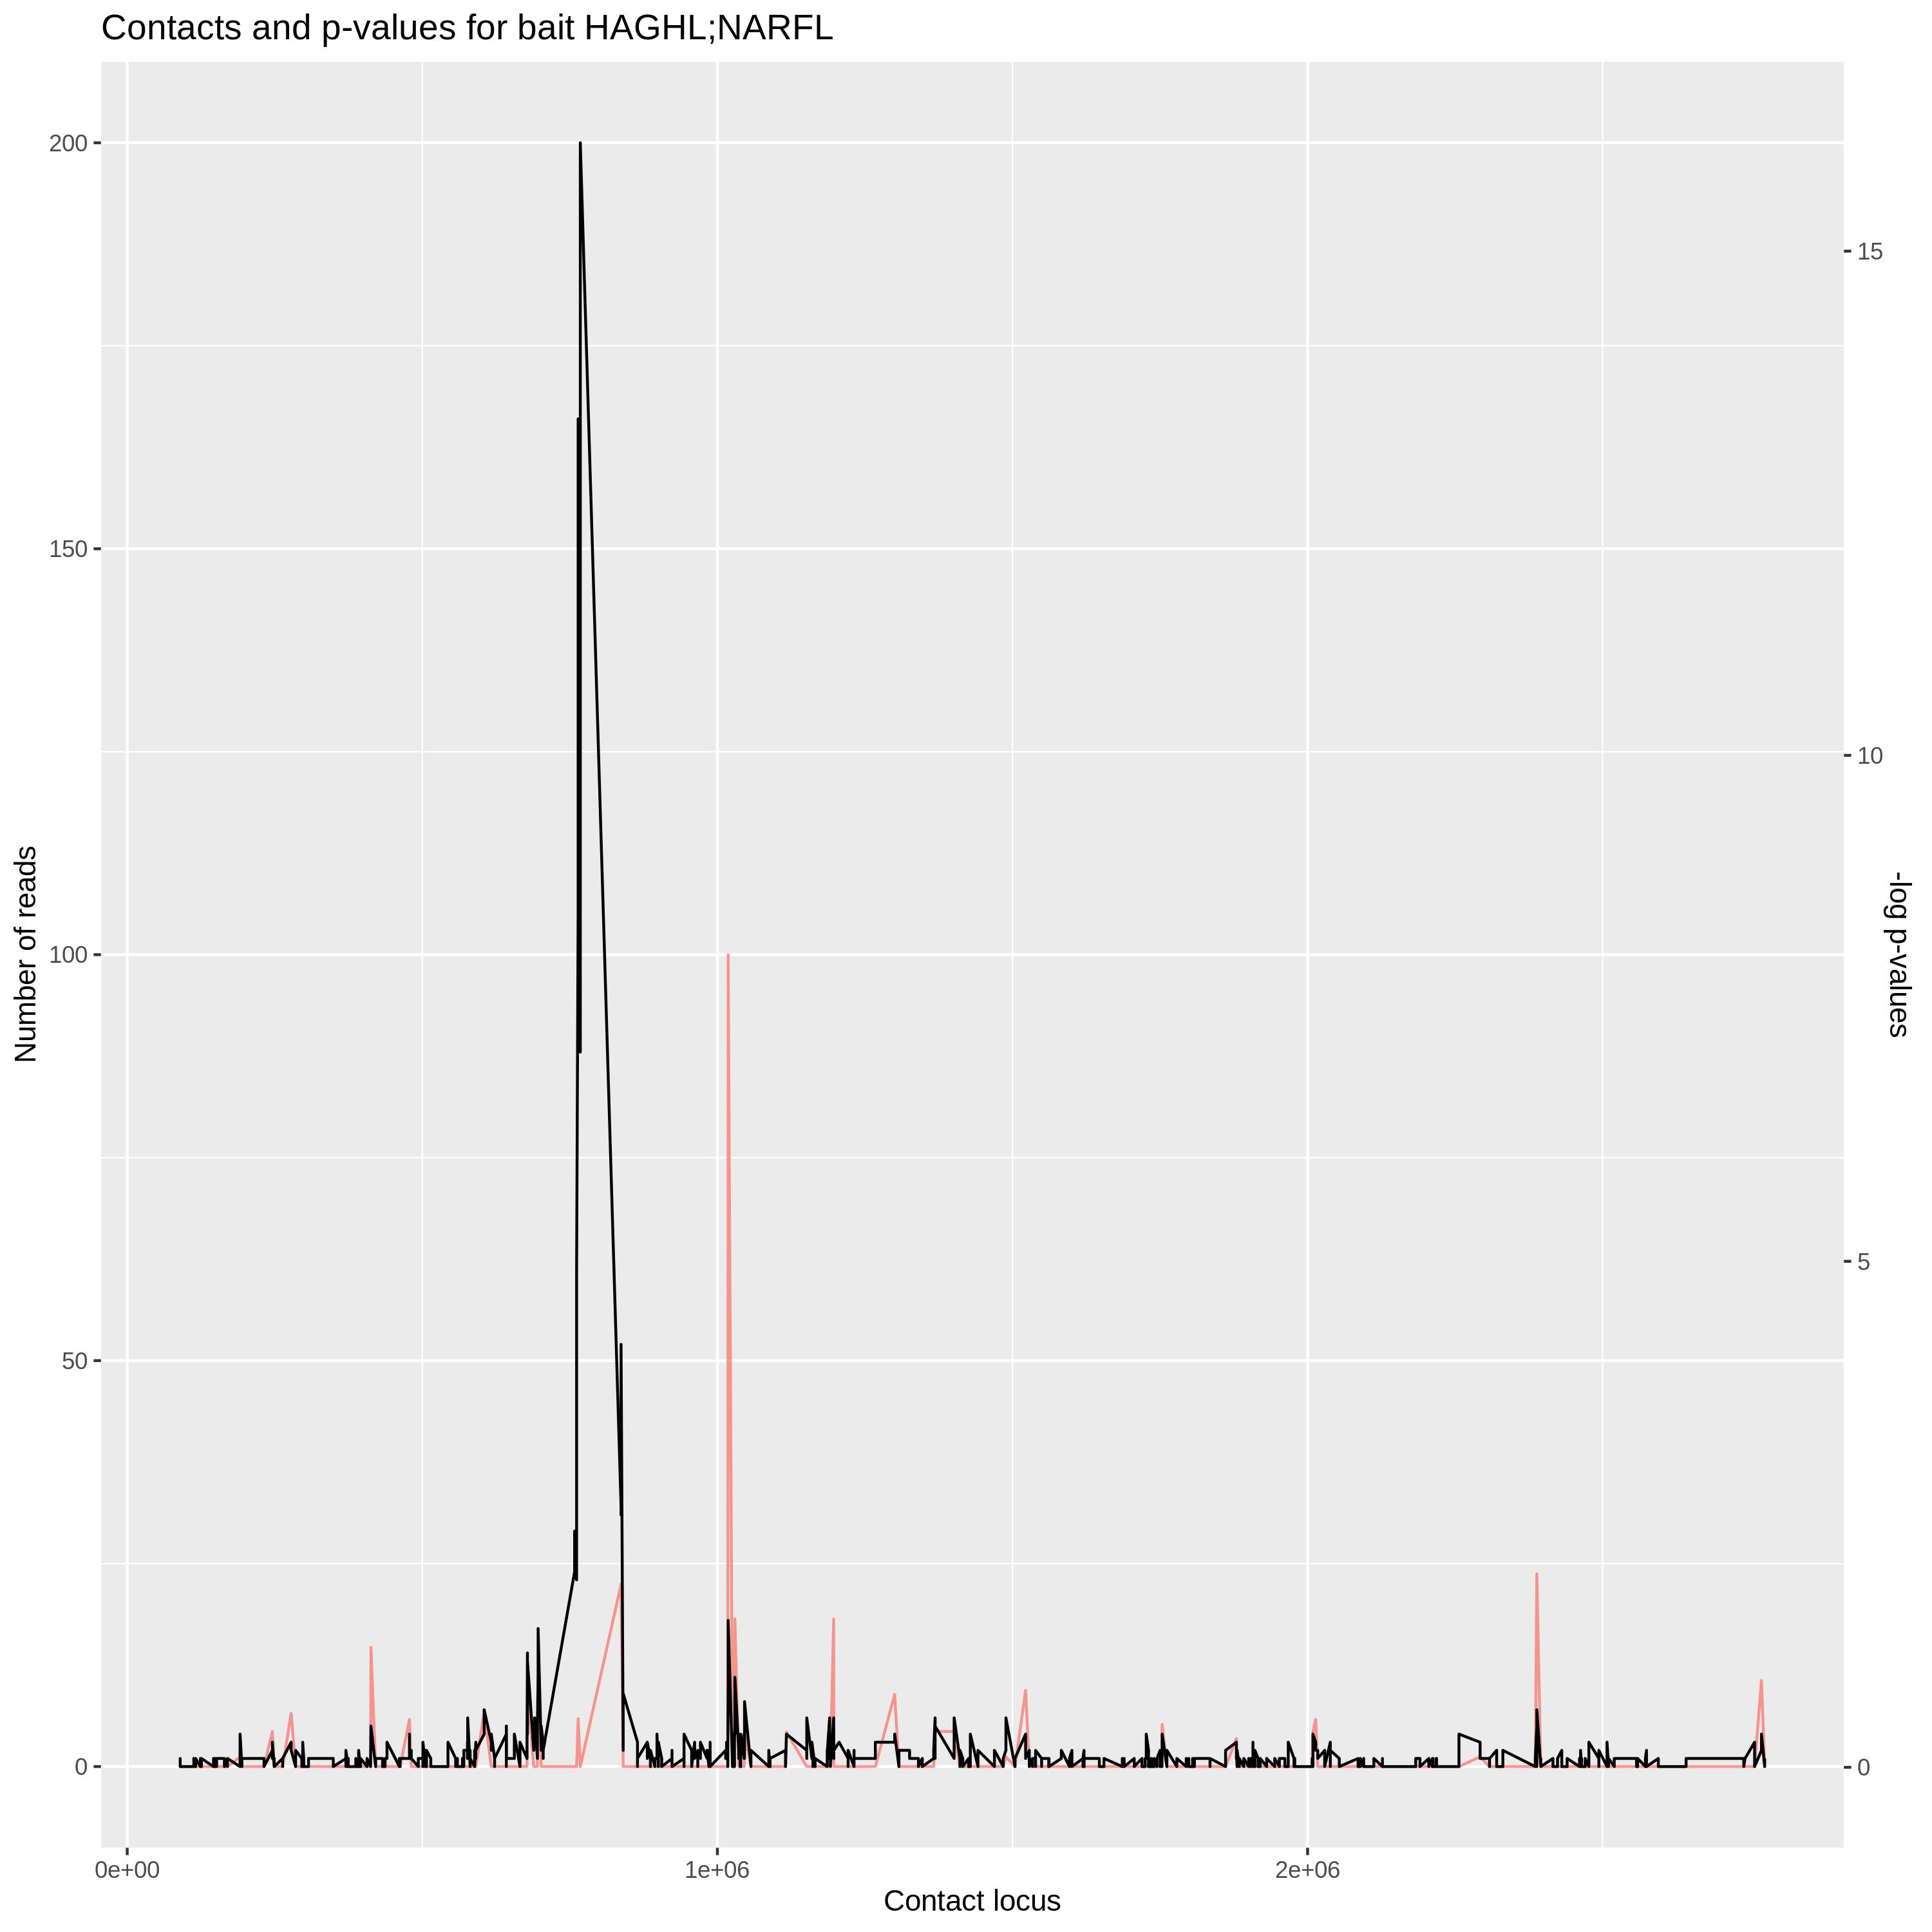 Contacts and p-values for bait HAGHL;NARFL
200
150
100
50
0
Number of reads
15
10
5
0
-log p-values
0e+00
1e+06
2e+06
Contact locus